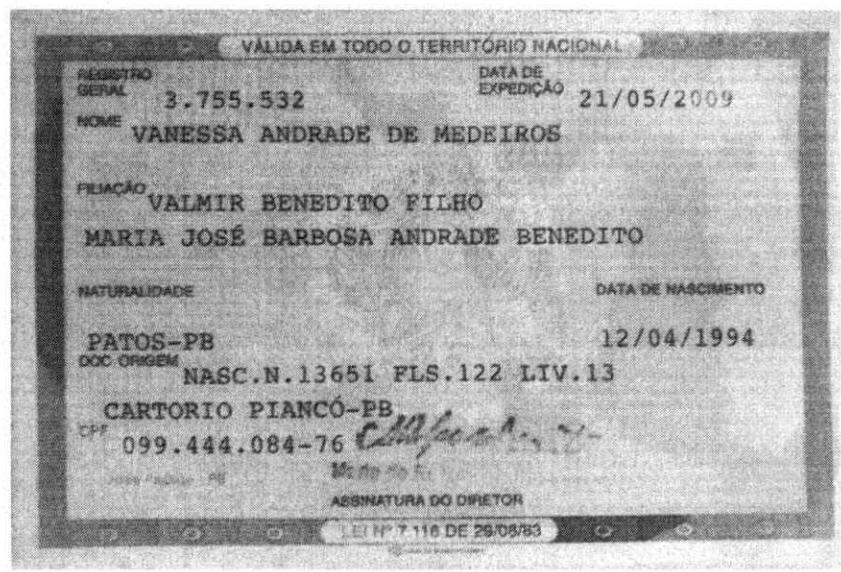 VÁLIDA EM TODO O TERRITÓRIO NACIONAL
REGISTRO GERAL 3.755.532 DATA DE EXPEDIÇÃO 21/05/2009
NOME VANESSA ANDRADE DE MEDEIROS
FILIAÇÃO VALMIR BENEDITO FILHO
MARIA JOSÉ BARBOSA ANDRADE BENEDITO
NATURALIDADE DATA DE NASCIMENTO
PATOS-PB 12/04/1994
DOC ORIGEM NASC.N.13651 FLS.122 LIV.13
CARTORIO PIANCÓ-PB
CPF 099.444.084-76
PB
ASSINATURA DO DIRETOR
LEI Nº 7.116 DE 29/08/83